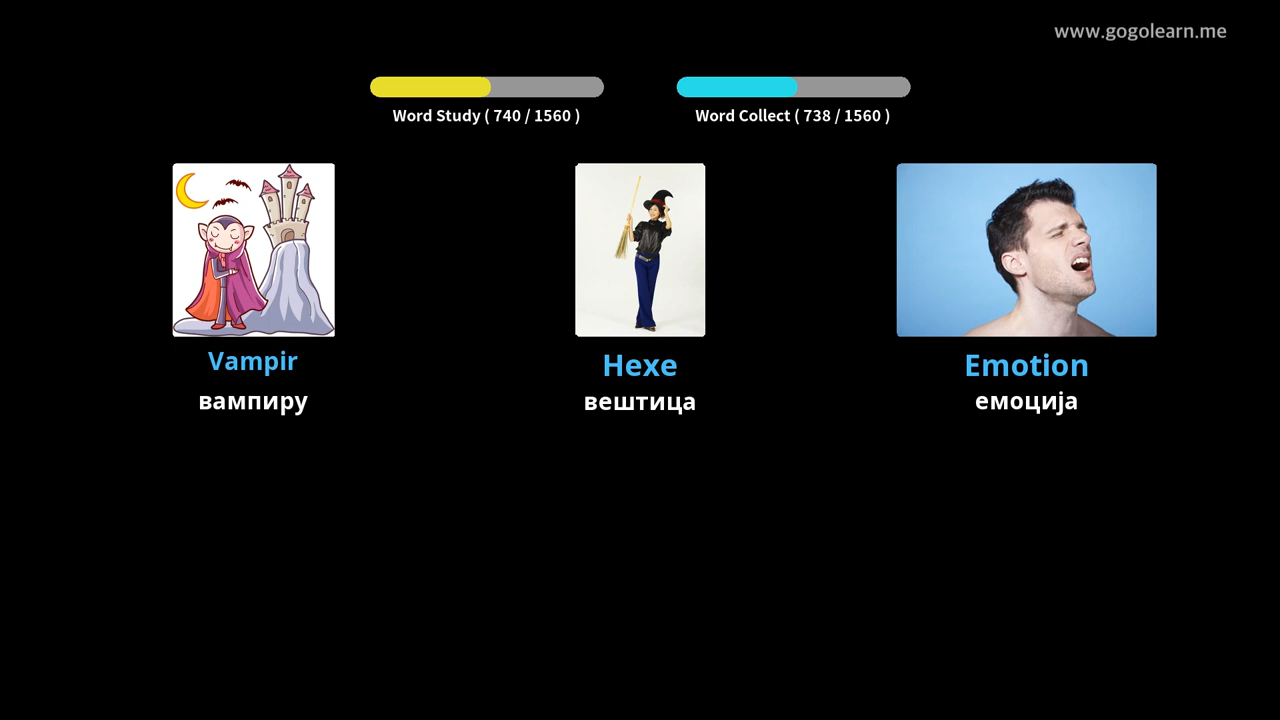 www.gogolearn.me
Word Study ( 740 / 1560 )
Word Collect ( 738 / 1560 )
Vampir
Hexe
Emotion
вампиру
вештица
емоција